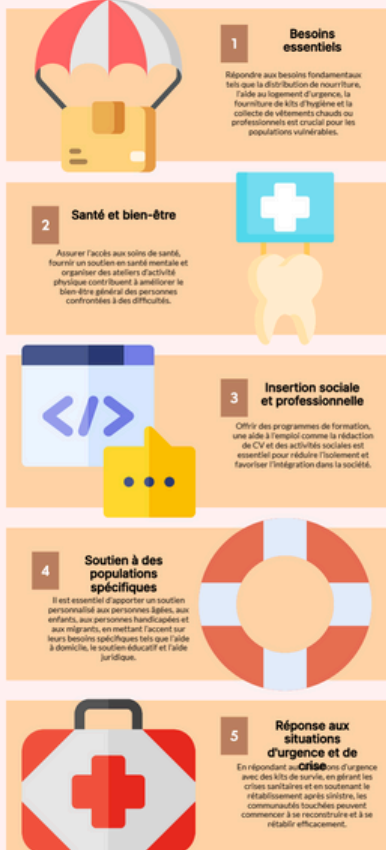 1
Besoins
essentiels
Répondre aux besoins fondamentaux
tels que la distribution de nourriture,
l'aide au logement d'urgence, la
fourniture de kits d'hygiène et la
collecte de vêtements chauds ou
professionnels est crucial pour les
populations vulnérables.
2
Santé et bien-être
Assurer l'accès aux soins de santé,
fournir un soutien en santé mentale et
organiser des ateliers d'activité
physique contribuent à améliorer le
bien-être général des personnes
confrontées à des difficultés.
3
Insertion sociale
et professionnelle
Offrir des programmes de formation,
une aide à l'emploi comme la rédaction
de CV et des activités sociales est
essentiel pour réduire l'isolement et
favoriser l'intégration dans la société.
</>
4
Soutien à des
populations
spécifiques
Il est essentiel d'apporter un soutien
personnalisé aux personnes âgées, aux
enfants, aux personnes handicapées et
aux migrants, en mettant l'accent sur
leurs besoins spécifiques tels que l'aide
à domicile, le soutien éducatif et l'aide
juridique.
5
Réponse aux
situations
d'urgence et de
crise
En répondant aux d'urgence
avec des kits de survie, en gérant les
crises sanitaires et en soutenant le
rétablissement après sinistre, les
communautés touchées peuvent
commencer à se reconstruire et à se
rétablir efficacement.